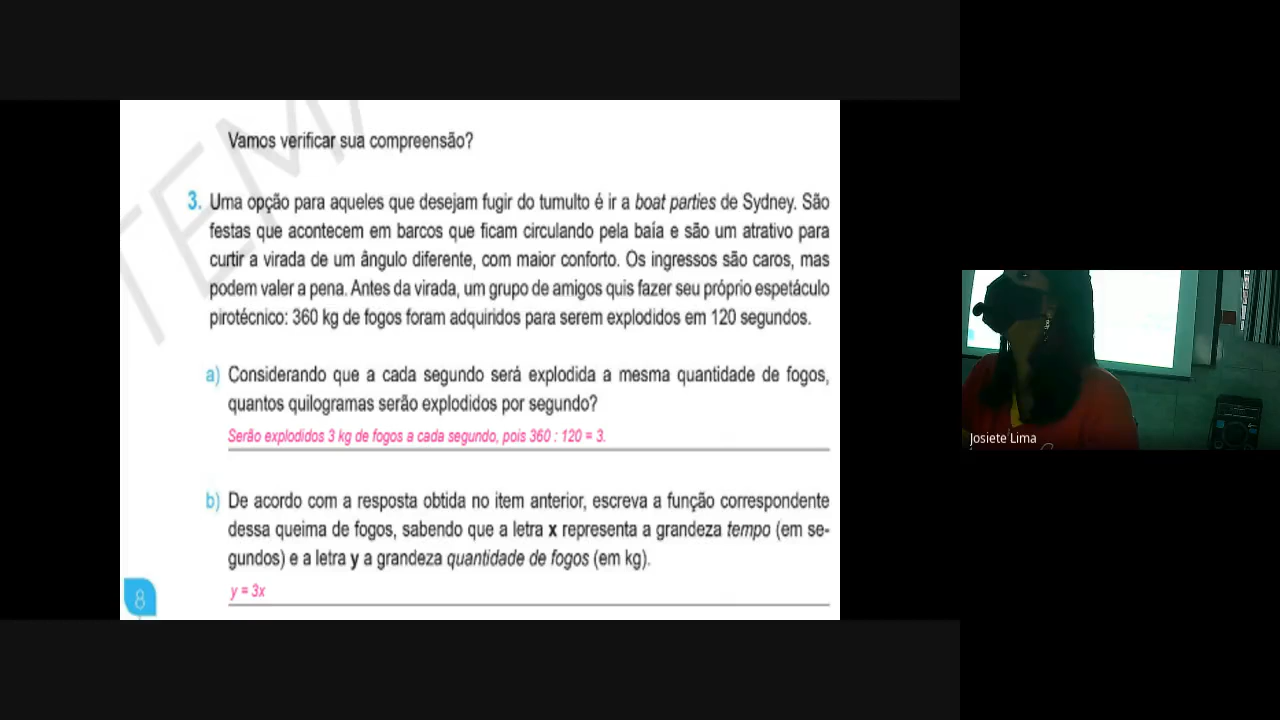 Vamos verificar sua compreensão?
3. Uma opção para aqueles que desejam fugir do tumulto é ir a boat parties de Sydney. São
festas que acontecem em barcos que ficam circulando pela baía e são um atrativo para
curtir a virada de um ângulo diferente, com maior conforto. Os ingressos são caros, mas
podem valer a pena. Antes da virada, um grupo de amigos quis fazer seu próprio espetáculo
pirotécnico: 360 kg de fogos foram adquiridos para serem explodidos em 120 segundos.
a) Considerando que a cada segundo será explodida a mesma quantidade de fogos,
quantos quilogramas serão explodidos por segundo?
Serão explodidos 3 kg de fogos a cada segundo, pois 360 : 120 = 3.
b) De acordo com a resposta obtida no item anterior, escreva a função correspondente
dessa queima de fogos, sabendo que a letra x representa a grandeza tempo (em se-
gundos) e a letra y a grandeza quantidade de fogos (em kg).
y = 3x
8
TEMA
Josiete Lima